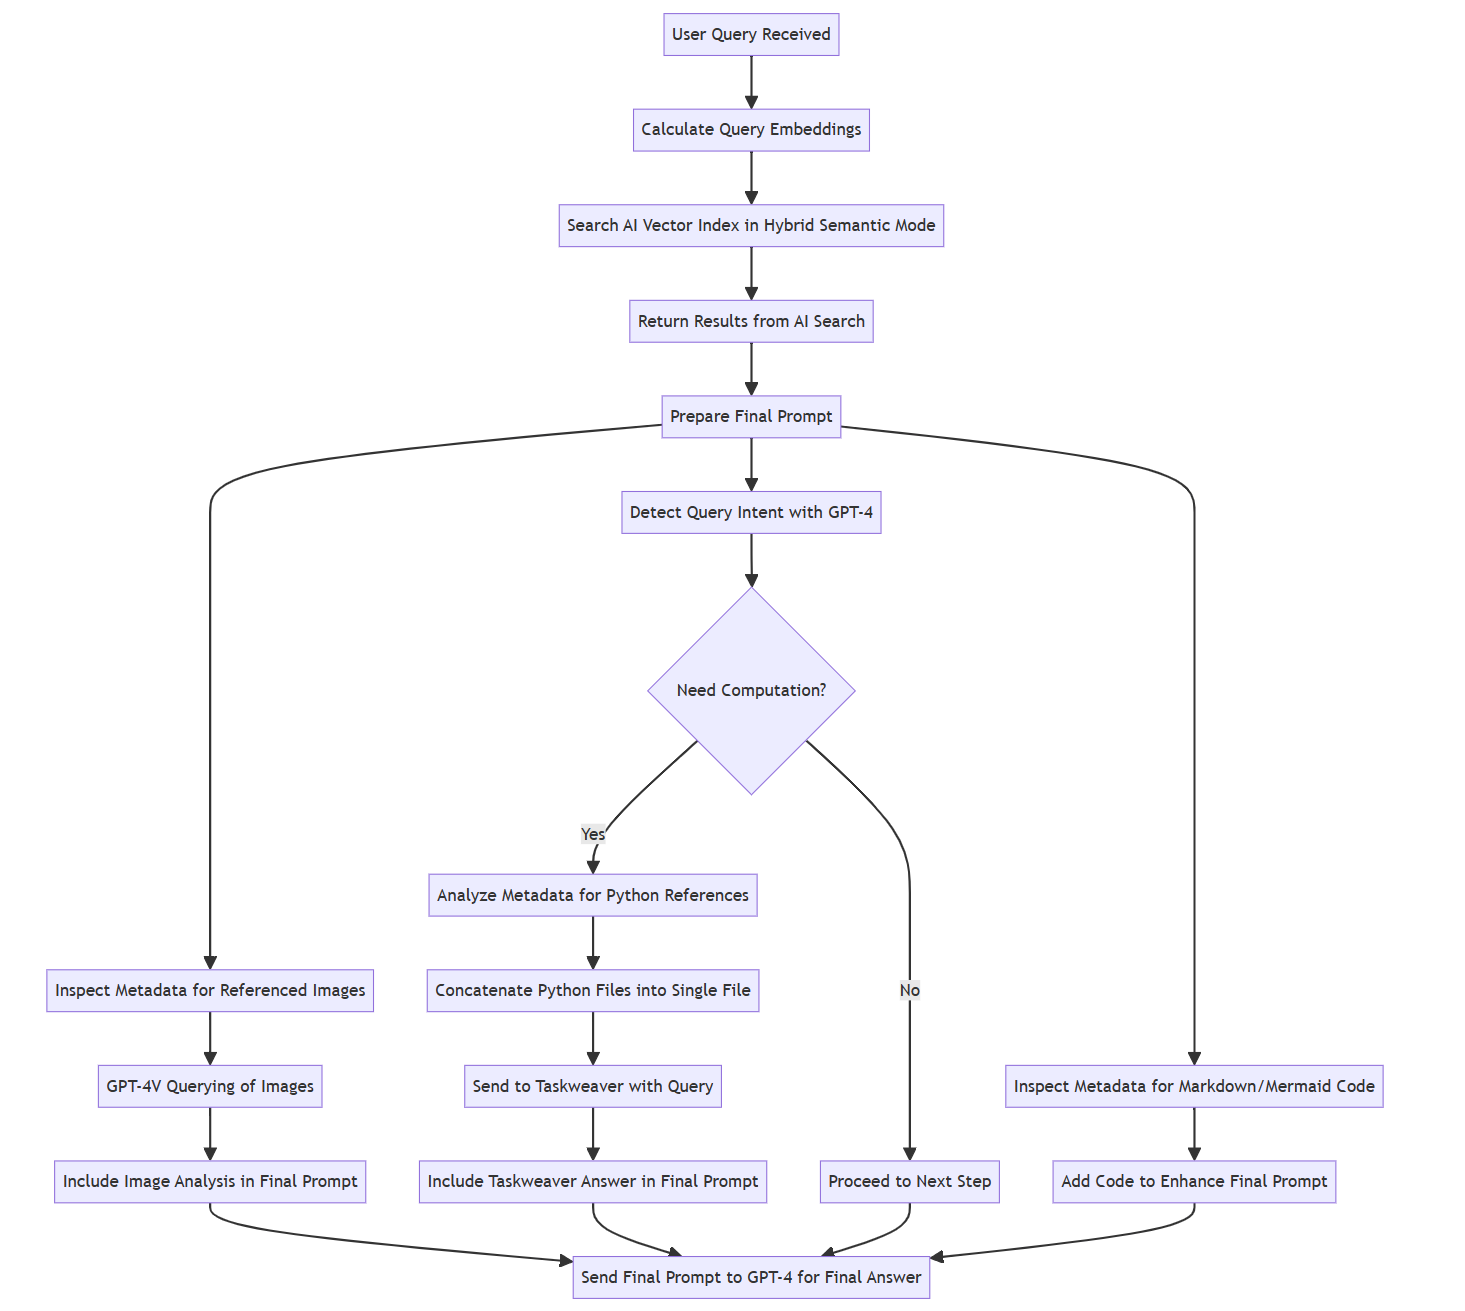 User Query Received
Calculate Query Embeddings
Search AI Vector Index in Hybrid Semantic Mode
Return Results from AI Search
Prepare Final Prompt
Detect Query Intent with GPT-4
Need Computation?
Yes
Analyze Metadata for Python References
Inspect Metadata for Referenced Images
Concatenate Python Files into Single File
No
GPT-4V Querying of Images
Send to Taskweaver with Query
Inspect Metadata for Markdown/Mermaid Code
Include Image Analysis in Final Prompt
Include Taskweaver Answer in Final Prompt
Proceed to Next Step
Add Code to Enhance Final Prompt
Send Final Prompt to GPT-4 for Final Answer